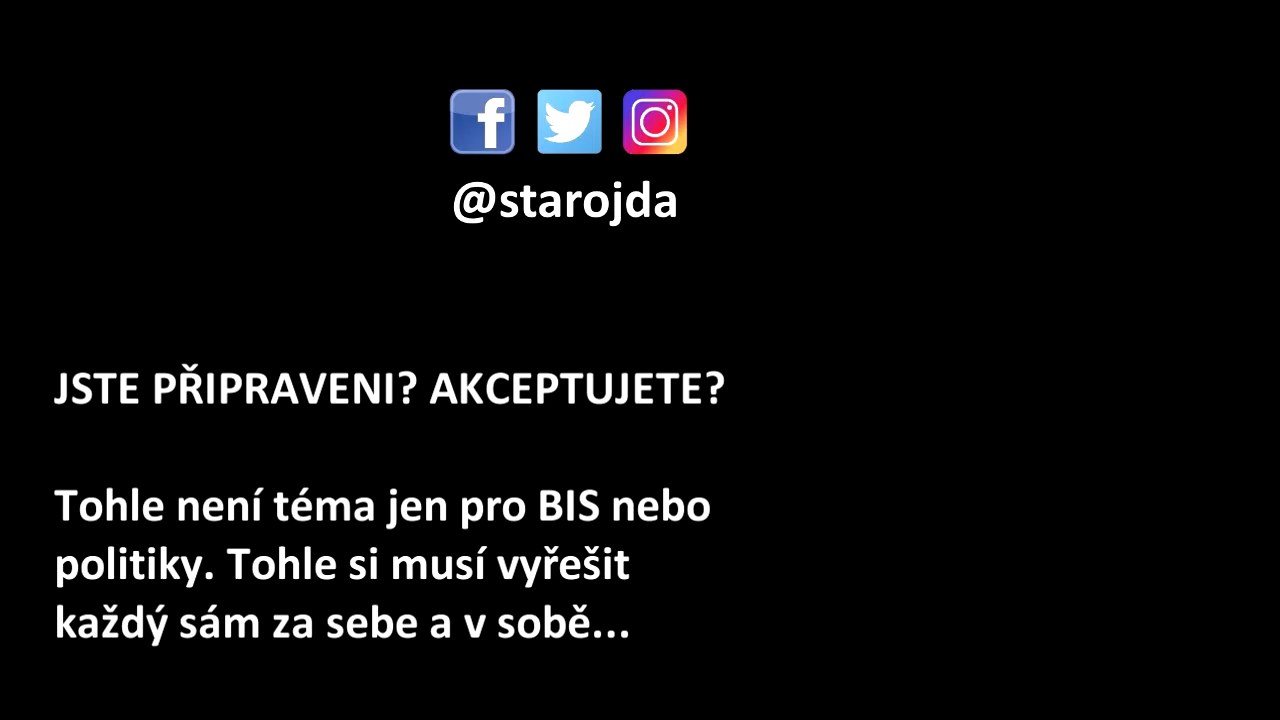 @starojda
JSTE PŘIPRAVENI? AKCEPTUJETE?
Tohle není téma jen pro BIS nebo
politiky. Tohle si musí vyřešit
každý sám za sebe a v sobě...